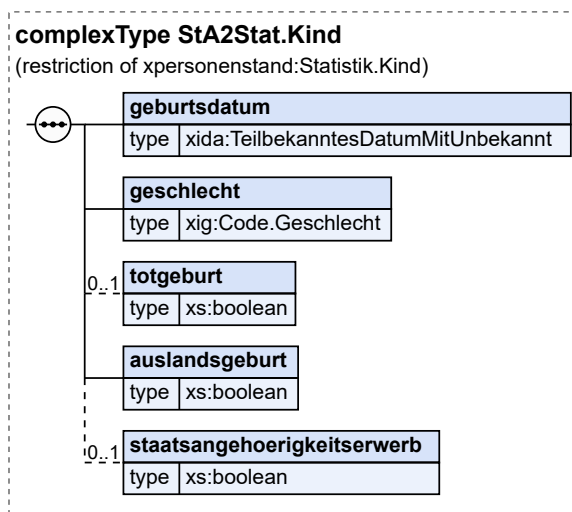 complexType StA2Stat.Kind
(restriction of xpersonenstand:Statistik.Kind)
geburtsdatum
type xida:TeilbekanntesDatumMitUnbekannt
geschlecht
type xig:Code.Geschlecht
0..1 totgeburt
type xs:boolean
auslandsgeburt
type xs:boolean
0..1 staatsangehoerigkeitserwerb
type xs:boolean